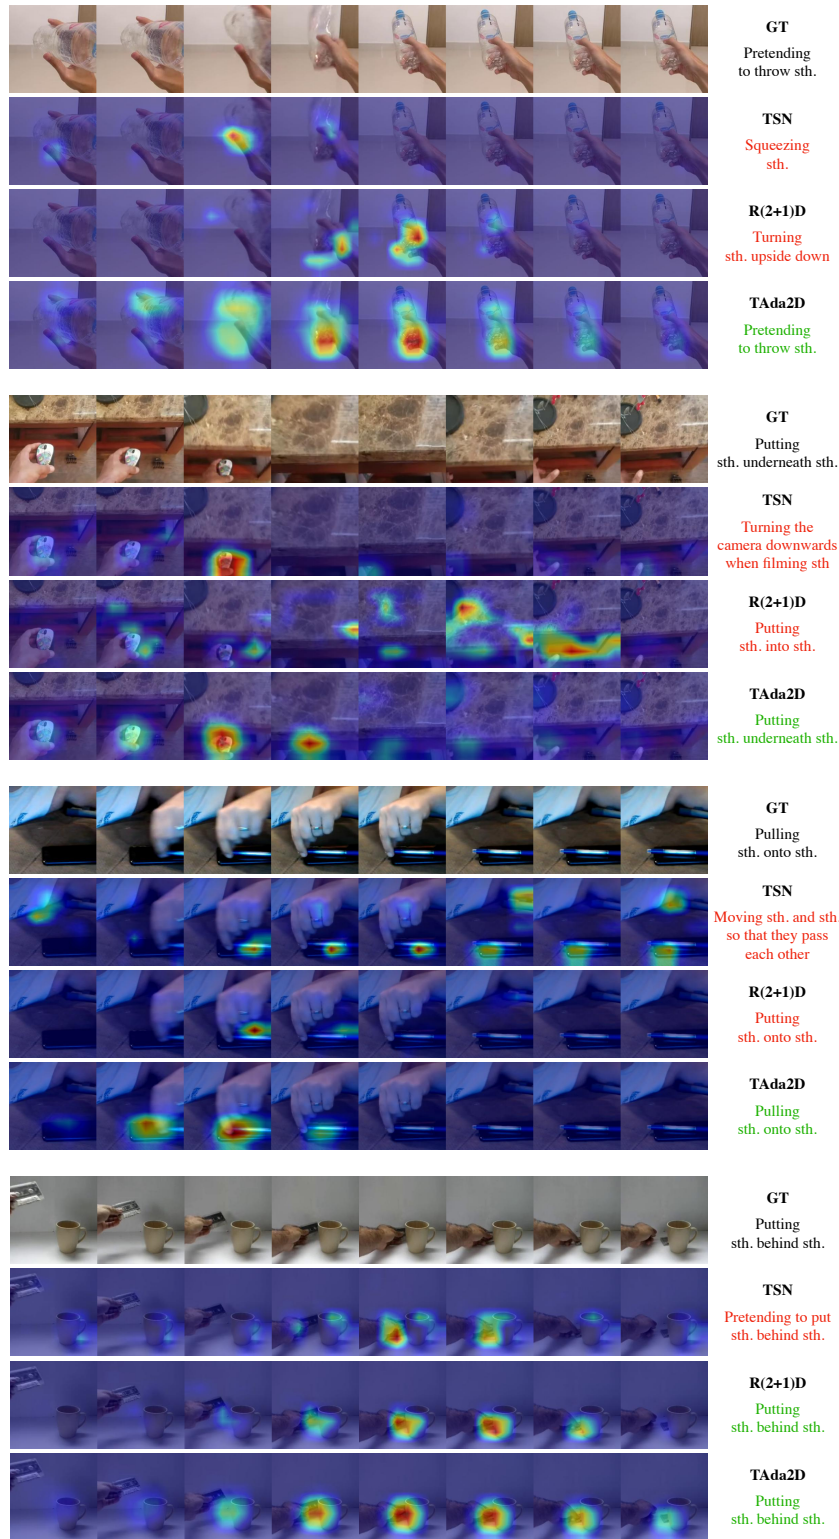 GT
Pretending
to throw sth.
TSN
Squeezing
sth.
R(2+1)D
Turning
sth. upside down
TAda2D
Pretending
to throw sth.
GT
Putting
sth. underneath sth.
TSN
Turning the
camera downwards
when filming sth
R(2+1)D
Putting
sth. into sth.
TAda2D
Putting
sth. underneath sth.
GT
Pulling
sth. onto sth.
TSN
Moving sth. and sth.
so that they pass
each other
R(2+1)D
Putting
sth. onto sth.
TAda2D
Pulling
sth. onto sth.
GT
Putting
sth. behind sth.
TSN
Pretending to put
sth. behind sth.
R(2+1)D
Putting
sth. behind sth.
TAda2D
Putting
sth. behind sth.